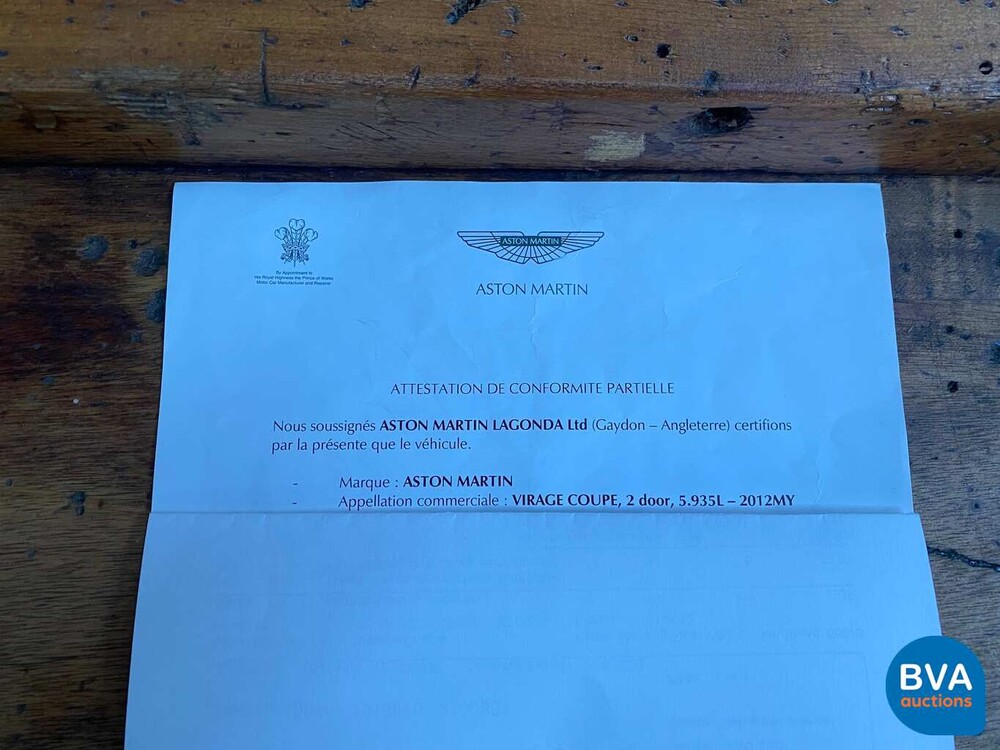 By Appointment to
His Royal Highness the Prince of Wales
Motor Car Manufacturer and Repairer
ASTON MARTIN
ASTON MARTIN
ATTESTATION DE CONFORMITE PARTIELLE
Nous soussignés ASTON MARTIN LAGONDA Ltd (Gaydon – Angleterre) certifions
par la présente que le véhicule.
- Marque : ASTON MARTIN
- Appellation commerciale : VIRAGE COUPE, 2 door, 5.935L – 2012MY
BVA
auctions